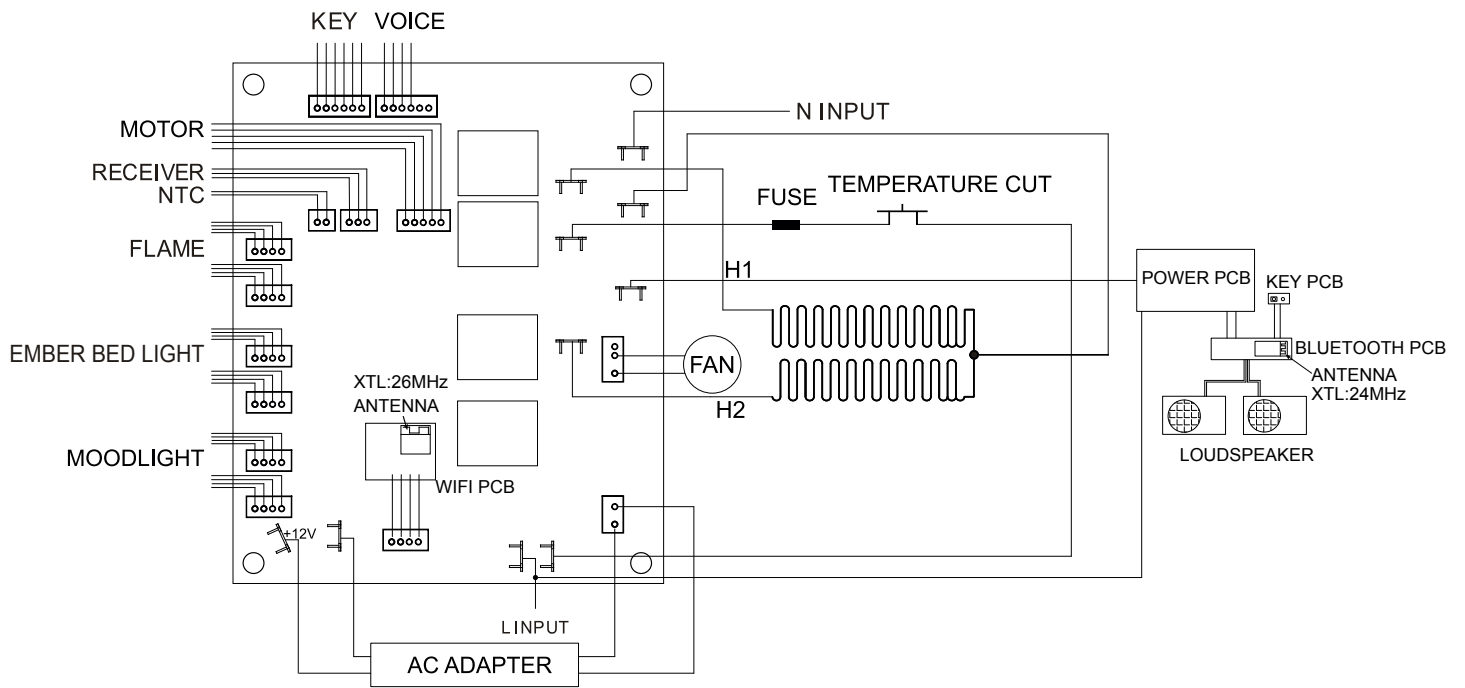 KEY VOICE
N INPUT
MOTOR
RECEIVER
NTC
FUSE
TEMPERATURE CUT
FLAME
H1
POWER PCB
KEY PCB
EMBER BED LIGHT
FAN
BLUETOOTH PCB
XTL:26MHz
ANTENNA
ANTENNA
XTL:24MHz
H2
MOODLIGHT
WIFI PCB
LOUDSPEAKER
+12V
L INPUT
AC ADAPTER